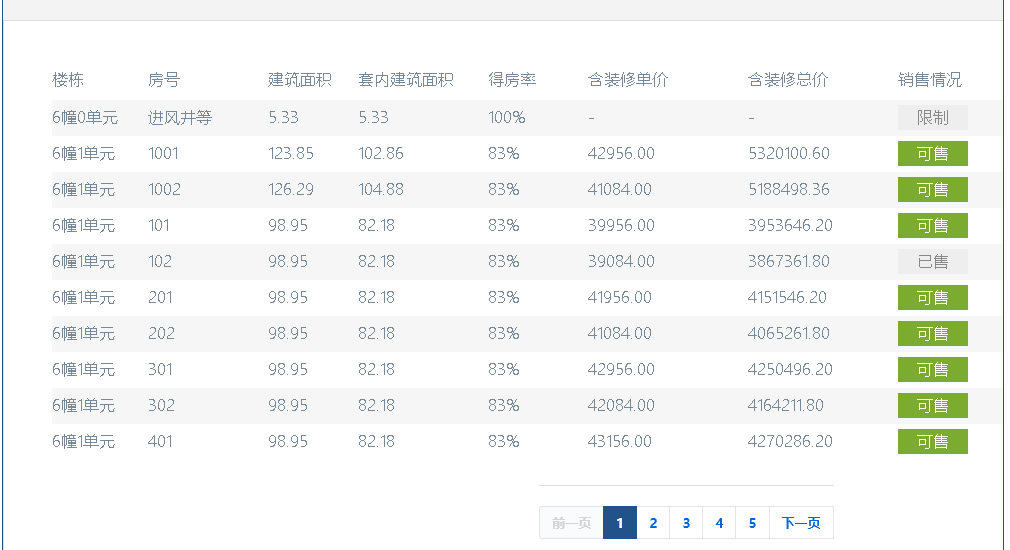 楼栋 房号 建筑面积 套内建筑面积 得房率 含装修单价 含装修总价 销售情况
6幢0单元 进风井等 5.33 5.33 100% - - 限制
6幢1单元 1001 123.85 102.86 83% 42956.00 5320100.60 可售
6幢1单元 1002 126.29 104.88 83% 41084.00 5188498.36 可售
6幢1单元 101 98.95 82.18 83% 39956.00 3953646.20 可售
6幢1单元 102 98.95 82.18 83% 39084.00 3867361.80 已售
6幢1单元 201 98.95 82.18 83% 41956.00 4151546.20 可售
6幢1单元 202 98.95 82.18 83% 41084.00 4065261.80 可售
6幢1单元 301 98.95 82.18 83% 42956.00 4250496.20 可售
6幢1单元 302 98.95 82.18 83% 42084.00 4164211.80 可售
6幢1单元 401 98.95 82.18 83% 43156.00 4270286.20 可售
前一页 1 2 3 4 5 下一页